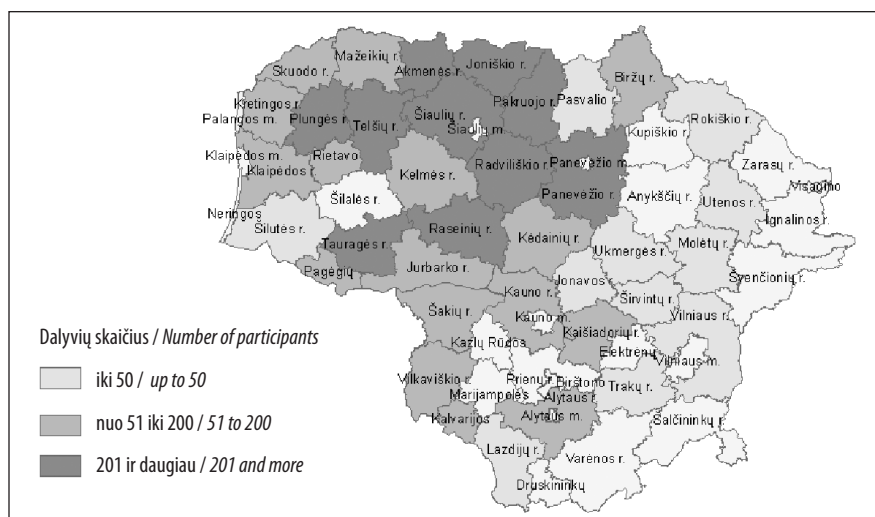 Mažeikių r.
Skuodo r.
Akmenės r.
Joniškio r.
Biržų r.
Kretingos r.
Palangos m.
Plungės r.
Telšių r.
Šiaulių r.
Šiaulių m.
Pakruojo r.
Pasvalio r.
Rokiškio r.
Kupiškio r.
Klaipėdos m.
Rietavo
Klaipėdos r.
Kelmės r.
Radviliškio r.
Panevėžio m.
Panevėžio r.
Zarasų r.
Visagino
Anykščių r.
Utenos r.
Ignalinos r.
Neringos
Šilalės r.
Šilutės r.
Tauragės r.
Raseinių r.
Kėdainių r.
Ukmergės r.
Molėtų r.
Švenčionių r.
Pagėgių
Jurbarko r.
Jonavos r.
Kauno r.
Širvintų r.
Šakių r.
Kauno m.
Vilniaus r.
Kaišiadorių r.
Kazlų Rūdos
Elektrėnų
Vilniaus m.
Vilkaviškio r.
Prienų r.
Birštono
Marijampolės
Trakų r.
Alytaus r.
Kalvarijos
Alytaus m.
Šalčininkų r.
Lazdijų r.
Varėnos r.
Druskininkų
Dalyvių skaičius / Number of participants
iki 50 / up to 50
nuo 51 iki 200 / 51 to 200
201 ir daugiau / 201 and more